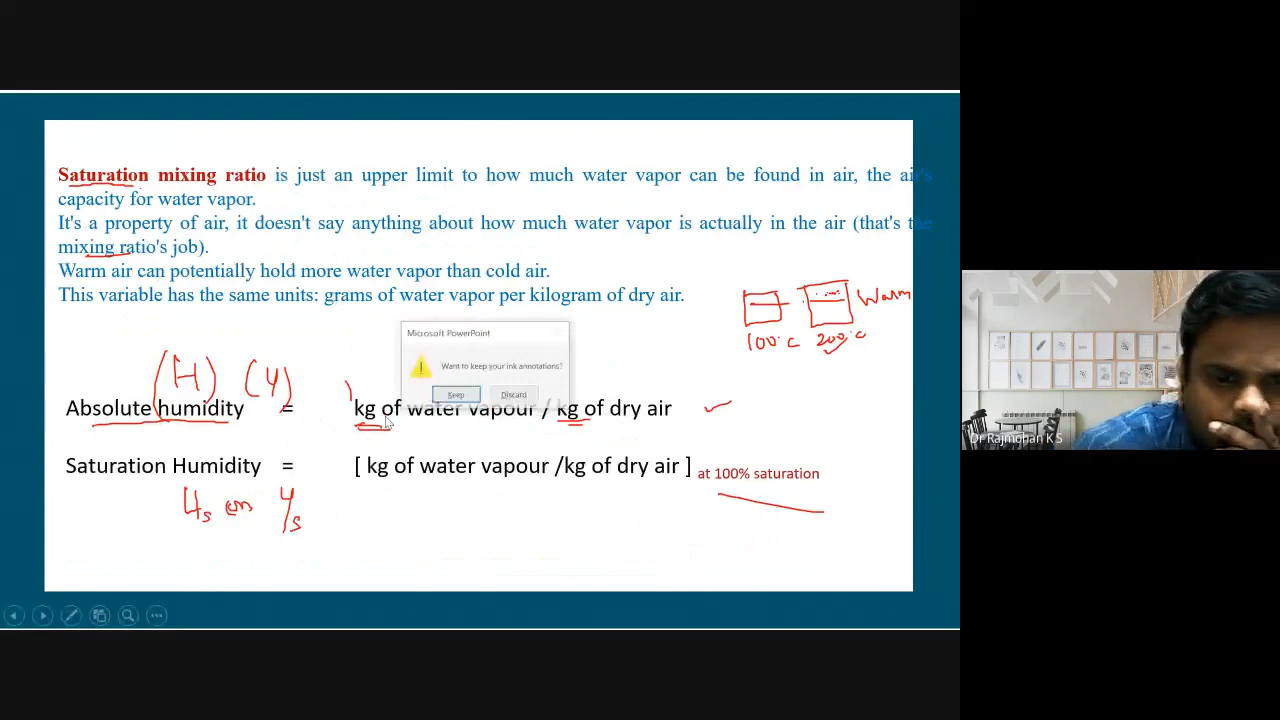 Saturation mixing ratio is just an upper limit to how much water vapor can be found in air, the air's
capacity for water vapor.
It's a property of air, it doesn't say anything about how much water vapor is actually in the air (that's the
mixing ratio's job).
Warm air can potentially hold more water vapor than cold air.
This variable has the same units: grams of water vapor per kilogram of dry air.
Warm
100°C 200°C
Microsoft PowerPoint
Want to keep your ink annotations?
Keep Discard
(H) (Y)
Absolute humidity = kg of water vapour / kg of dry air
Saturation Humidity = [ kg of water vapour /kg of dry air ] at 100% saturation
Hs or Ys
Dr Rajmohan K S